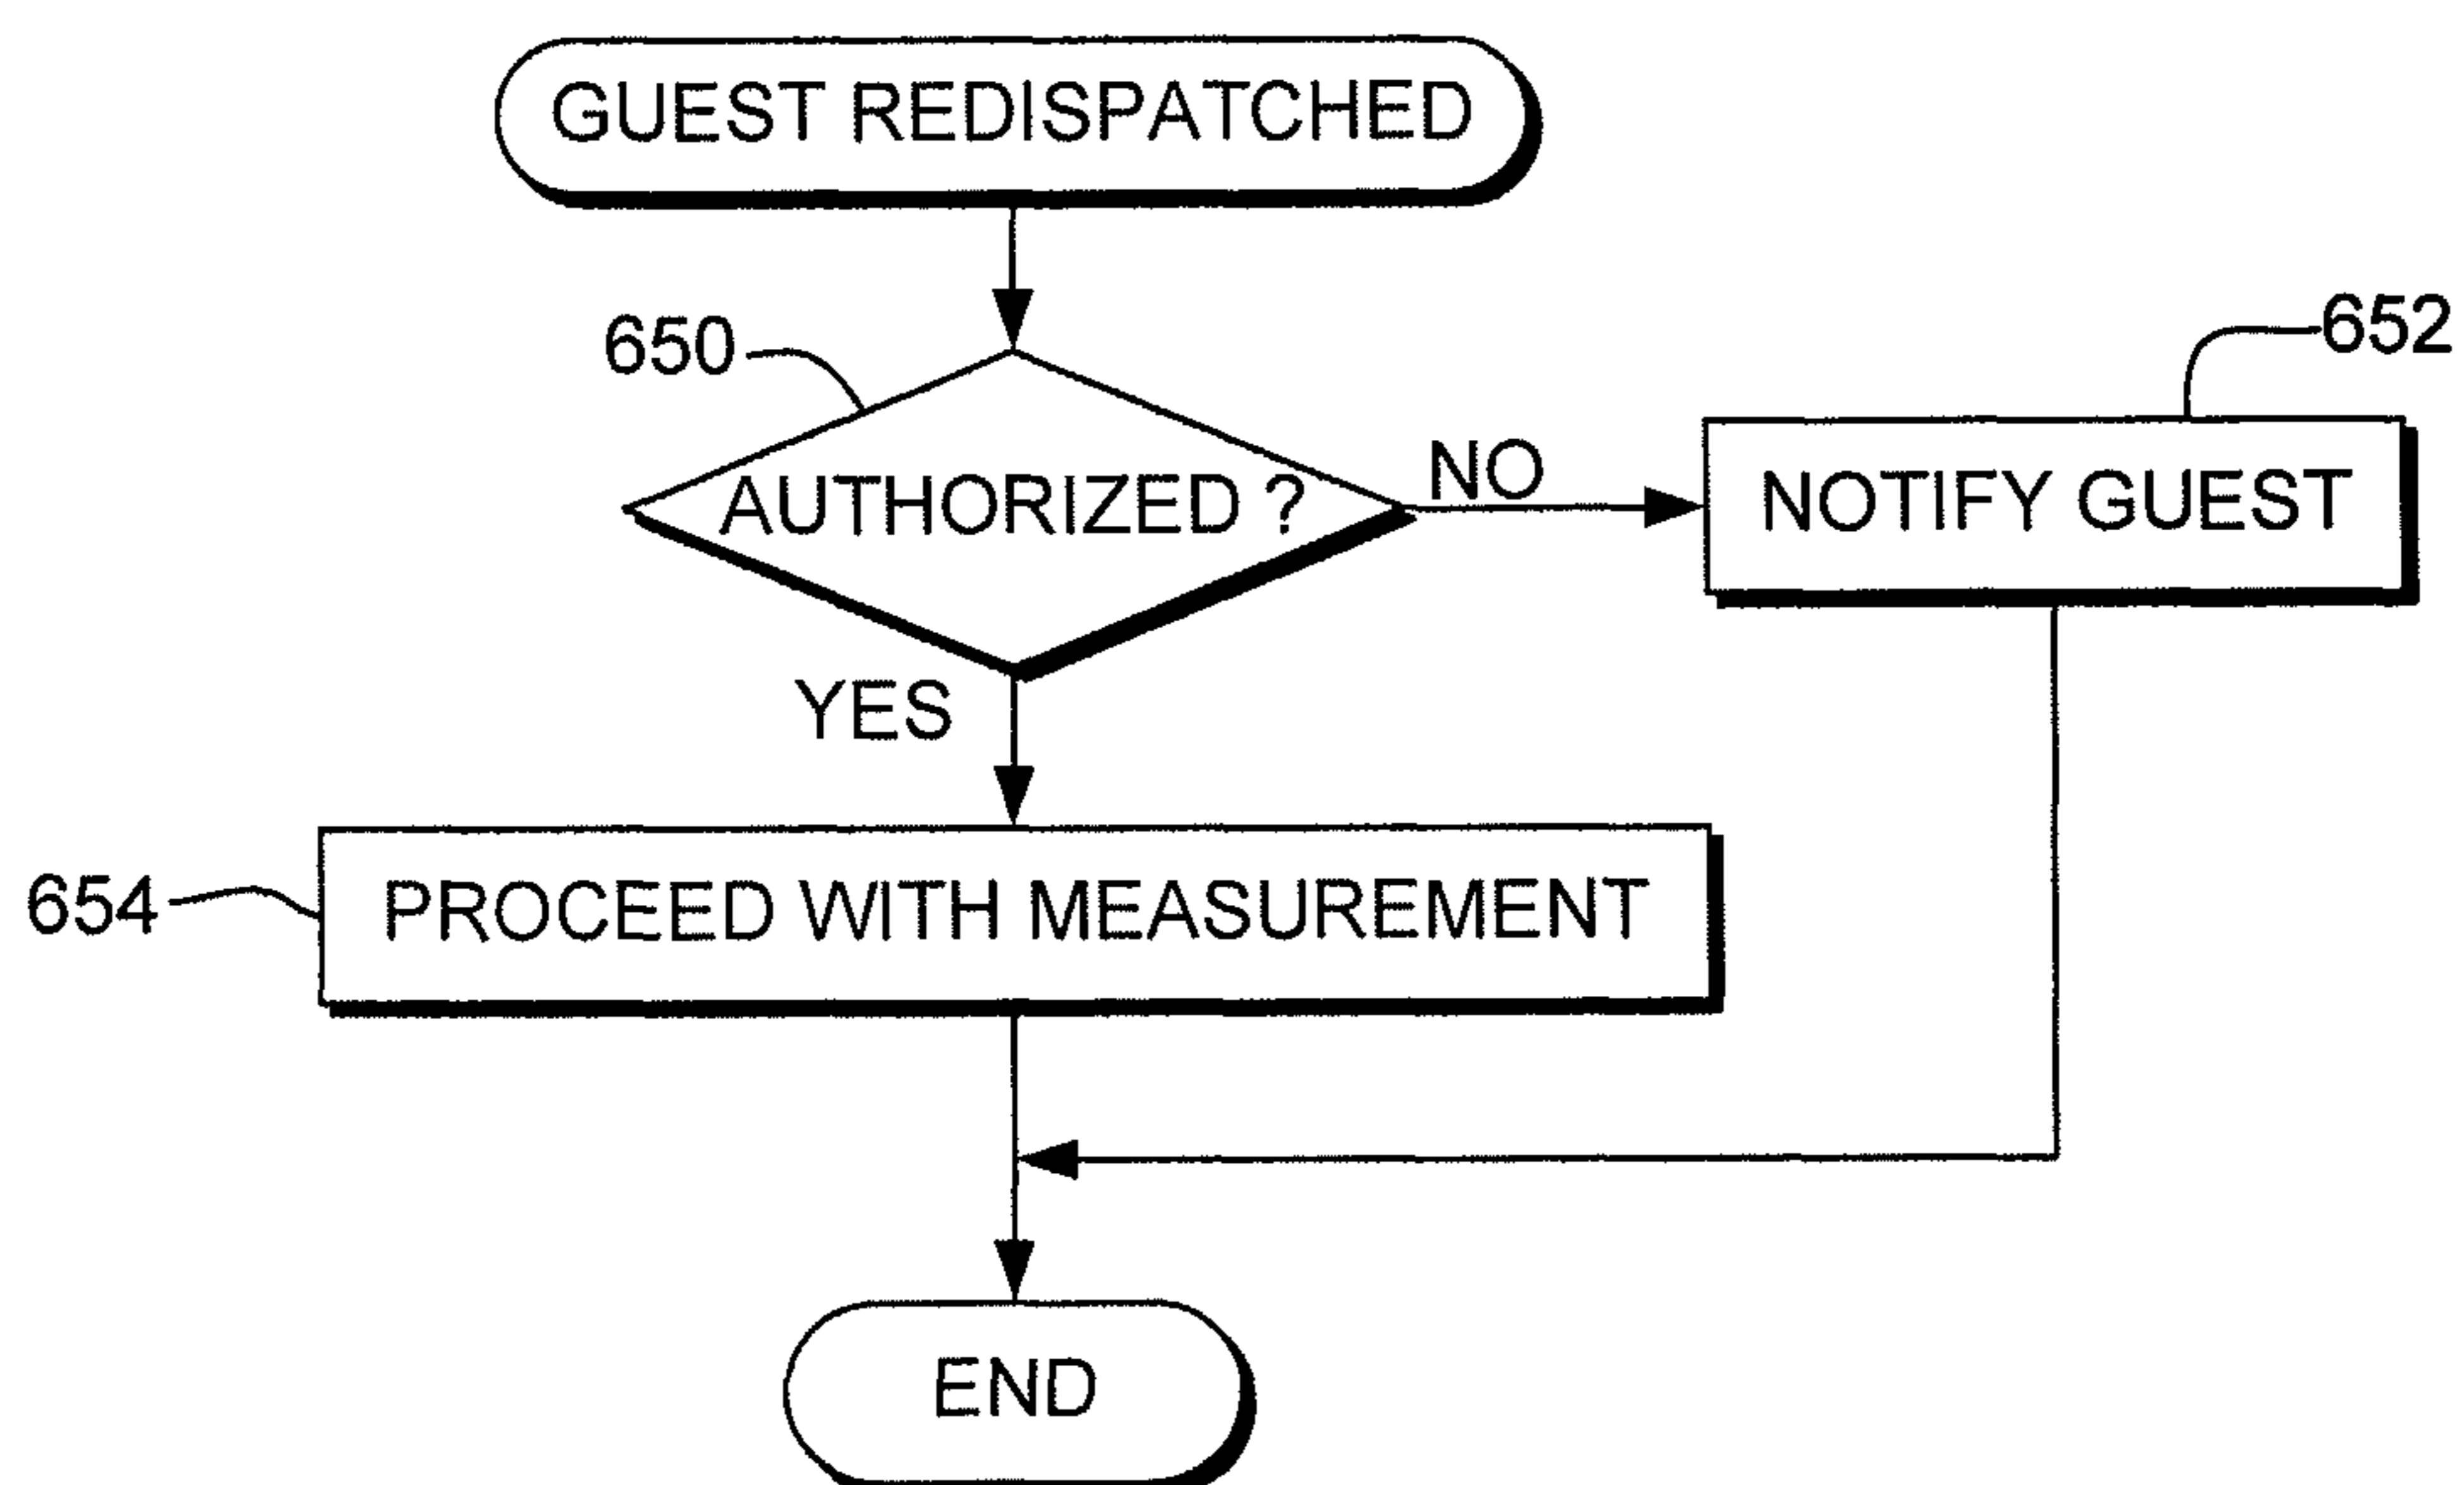 GUEST REDISPATCHED
650
652
AUTHORIZED ?
NO
NOTIFY GUEST
YES
654
PROCEED WITH MEASUREMENT
END